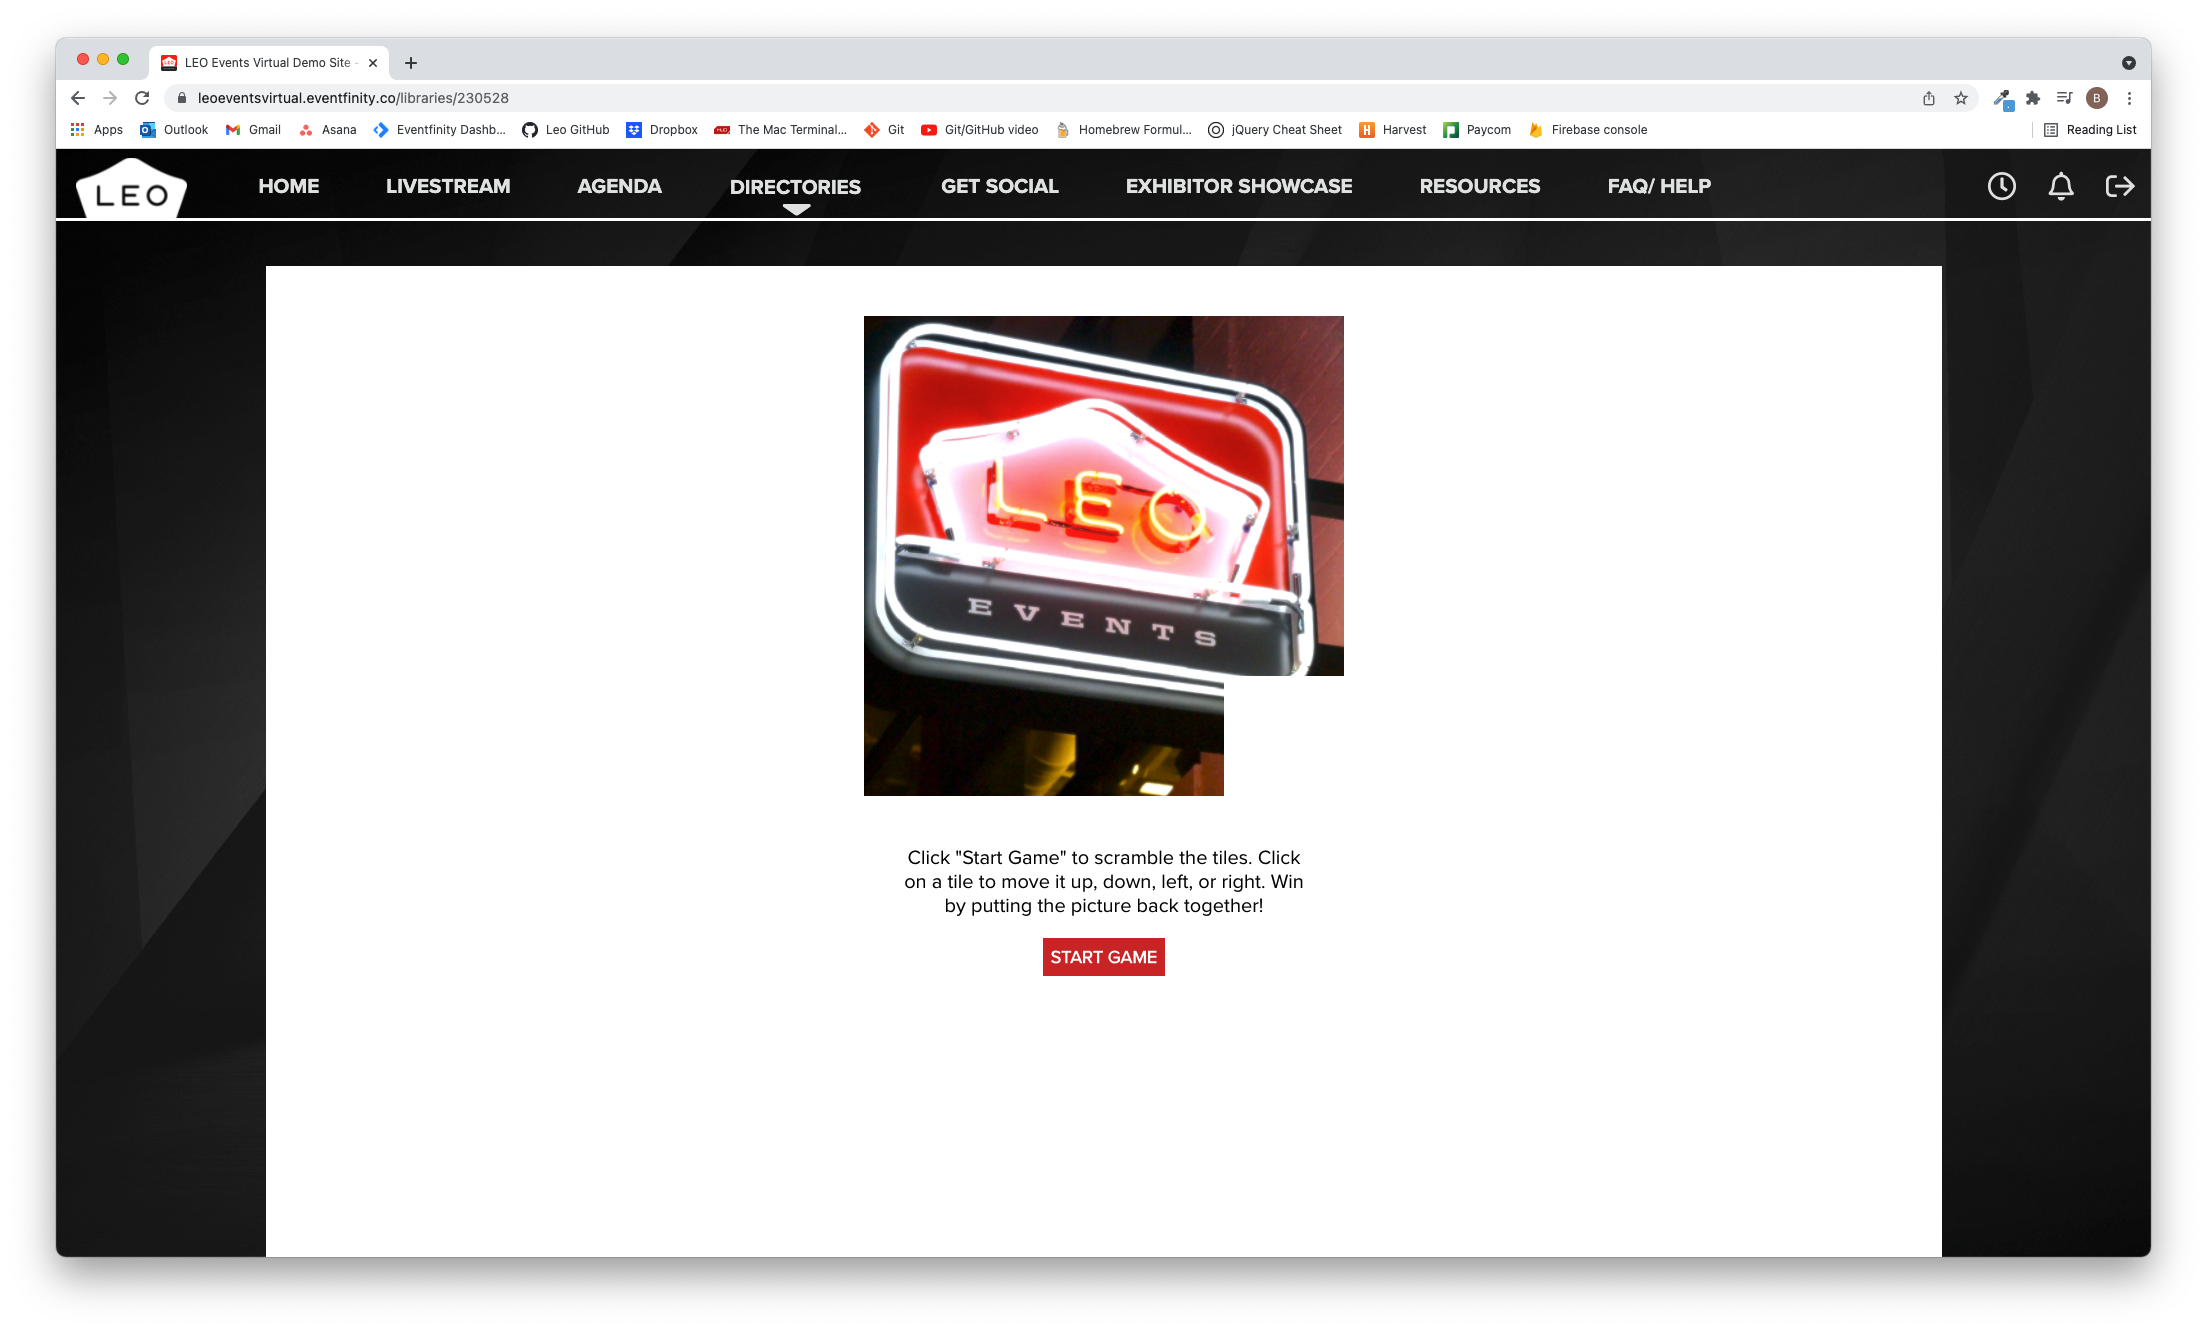 LEO Events Virtual Demo Site -
leoeventsvirtual.eventfinity.co/libraries/230528
B
Apps Outlook Gmail Asana Eventfinity Dashb... Leo GitHub Dropbox The Mac Terminal... Git Git/GitHub video Homebrew Formul... jQuery Cheat Sheet Harvest Paycom Firebase console Reading List
LEO HOME LIVESTREAM AGENDA DIRECTORIES GET SOCIAL EXHIBITOR SHOWCASE RESOURCES FAQ/ HELP
LEO
EVENTS
Click "Start Game" to scramble the tiles. Click
on a tile to move it up, down, left, or right. Win
by putting the picture back together!
START GAME